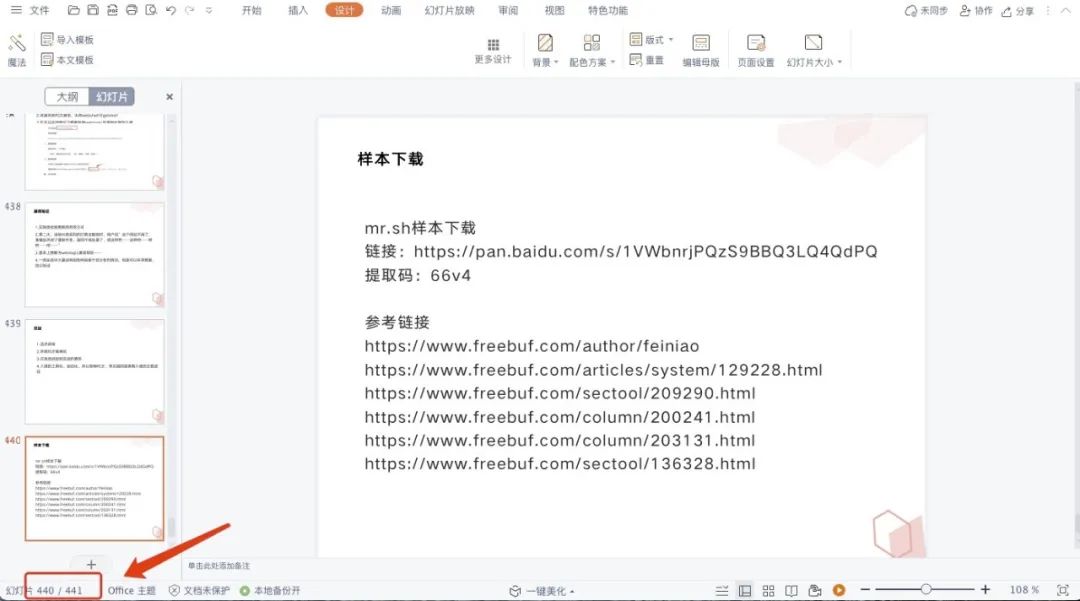 文件
开始 插入 设计 动画 幻灯片放映 审阅 视图 特色功能
未同步 协作 分享
魔法
导入模板
本文模板
更多设计
背景
配色方案
版式
重置
编辑母版
页面设置
幻灯片大小
大纲 幻灯片
438
439
440
样本下载
mr.sh样本下载
链接：https://pan.baidu.com/s/1VWbnrjPQzS9BBQ3LQ4QdPQ
提取码：66v4
参考链接
https://www.freebuf.com/author/feiniao
https://www.freebuf.com/articles/system/129228.html
https://www.freebuf.com/sectool/209290.html
https://www.freebuf.com/column/200241.html
https://www.freebuf.com/column/203131.html
https://www.freebuf.com/sectool/136328.html
单击此处添加备注
幻灯片 440 / 441 Office 主题 文档未保护 本地备份开 一键美化 108 %